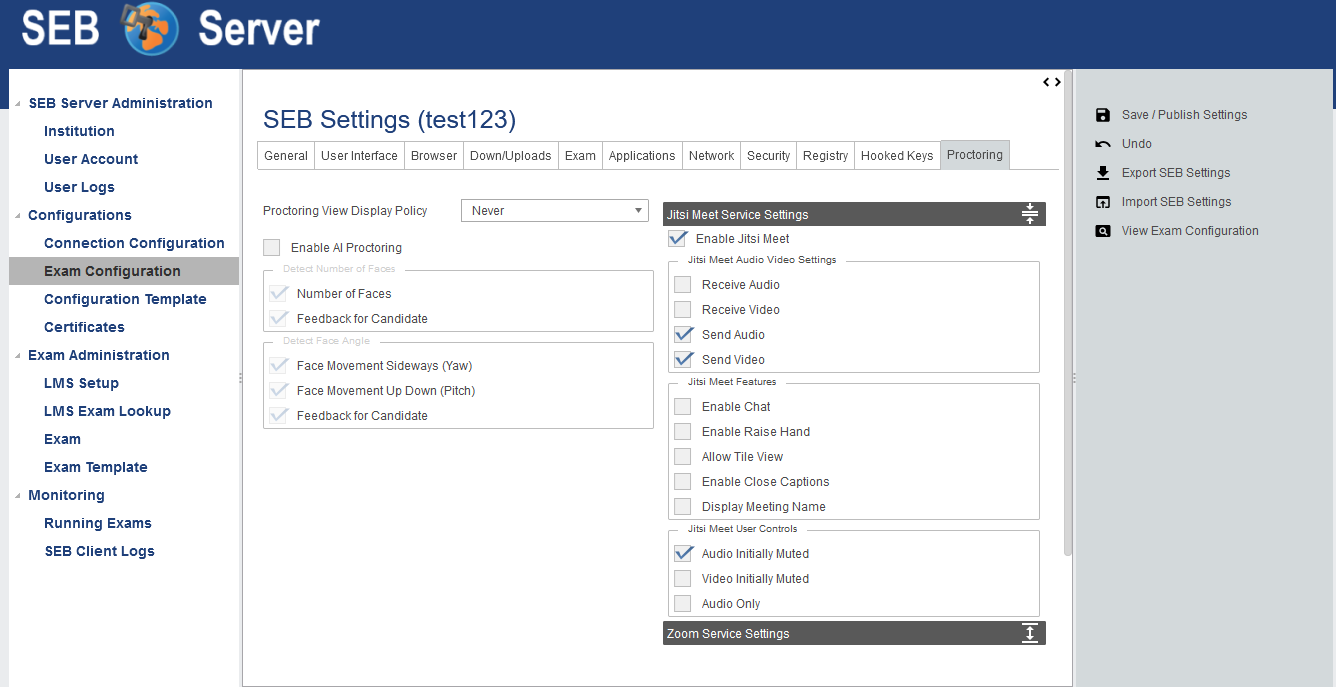 SEB Server
SEB Server Administration
Institution
User Account
User Logs
Configurations
Connection Configuration
Exam Configuration
Configuration Template
Certificates
Exam Administration
LMS Setup
LMS Exam Lookup
Exam
Exam Template
Monitoring
Running Exams
SEB Client Logs
SEB Settings (test123)
General User Interface Browser Down/Uploads Exam Applications Network Security Registry Hooked Keys Proctoring
Proctoring View Display Policy Never
Enable AI Proctoring
Detect Number of Faces
Number of Faces
Feedback for Candidate
Detect Face Angle
Face Movement Sideways (Yaw)
Face Movement Up Down (Pitch)
Feedback for Candidate
Jitsi Meet Service Settings
Enable Jitsi Meet
Jitsi Meet Audio Video Settings
Receive Audio
Receive Video
Send Audio
Send Video
Jitsi Meet Features
Enable Chat
Enable Raise Hand
Allow Tile View
Enable Close Captions
Display Meeting Name
Jitsi Meet User Controls
Audio Initially Muted
Video Initially Muted
Audio Only
Zoom Service Settings
Save / Publish Settings
Undo
Export SEB Settings
Import SEB Settings
View Exam Configuration